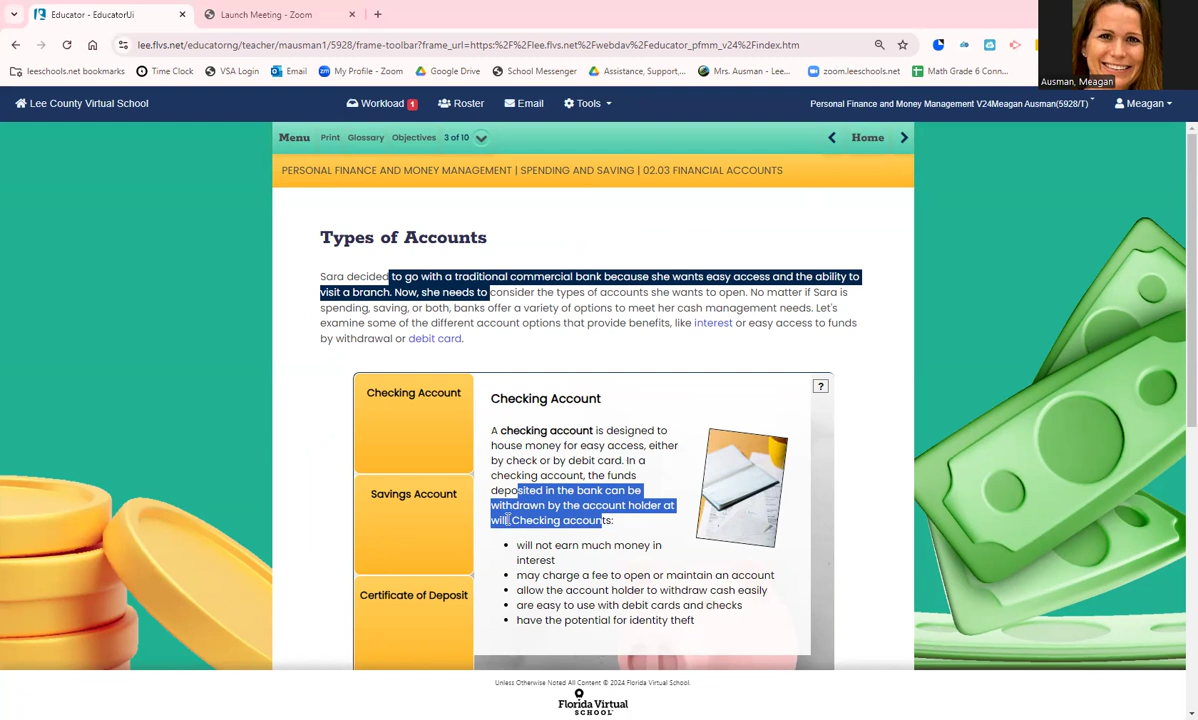 Educator - EducatorUi
Launch Meeting - Zoom
lee.flvs.net/educatorng/teacher/mausman1/5928/frame-toolbar?frame_url=https:%2F%2Flee.flvs.net%2Fwebdav%2Feducator_pfmm_v24%2Findex.htm
Ausman, Meagan
leeschools.net bookmarks
Time Clock
VSA Login
Email
My Profile - Zoom
Google Drive
School Messenger
Assistance, Support,...
Mrs. Ausman - Lee...
zoom.leeschools.net
Math Grade 6 Conn...
Lee County Virtual School
Workload 1
Roster
Email
Tools
Personal Finance and Money Management V24Meagan Ausman(5928/T)
Meagan
Menu
Print
Glossary
Objectives
3 of 10
Home
PERSONAL FINANCE AND MONEY MANAGEMENT | SPENDING AND SAVING | 02.03 FINANCIAL ACCOUNTS
Types of Accounts
Sara decided to go with a traditional commercial bank because she wants easy access and the ability to
visit a branch. Now, she needs to consider the types of accounts she wants to open. No matter if Sara is
spending, saving, or both, banks offer a variety of options to meet her cash management needs. Let's
examine some of the different account options that provide benefits, like interest or easy access to funds
by withdrawal or debit card.
Checking Account
Savings Account
Certificate of Deposit
?
Checking Account
A checking account is designed to
house money for easy access, either
by check or by debit card. In a
checking account, the funds
deposited in the bank can be
withdrawn by the account holder at
will. Checking accounts:
• will not earn much money in
interest
• may charge a fee to open or maintain an account
• allow the account holder to withdraw cash easily
• are easy to use with debit cards and checks
• have the potential for identity theft
Unless Otherwise Noted All Content © 2024 Florida Virtual School.
Florida Virtual
SCHOOL